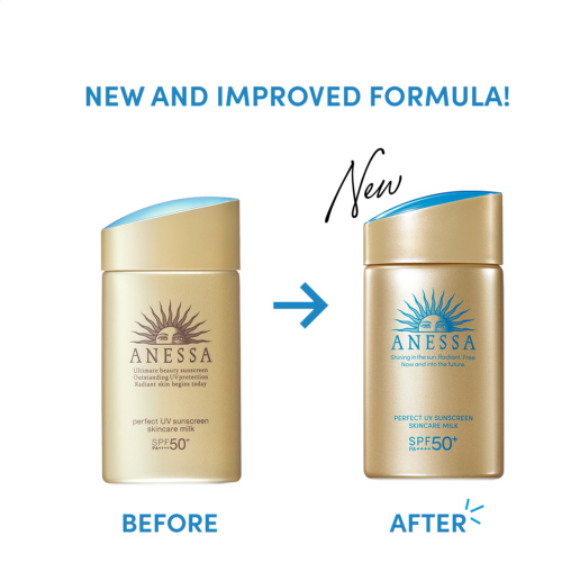 NEW AND IMPROVED FORMULA!
New
ANESSA
Ultimate beauty sunscreen
Outstanding UV protection
Radiant skin begins today
perfect UV sunscreen
skincare milk
SPF50+
PA++++
ANESSA
Shining in the sun. Radiant. Free.
Now and into the future.
PERFECT UV SUNSCREEN
SKINCARE MILK
SPF50+
PA++++
BEFORE
AFTER